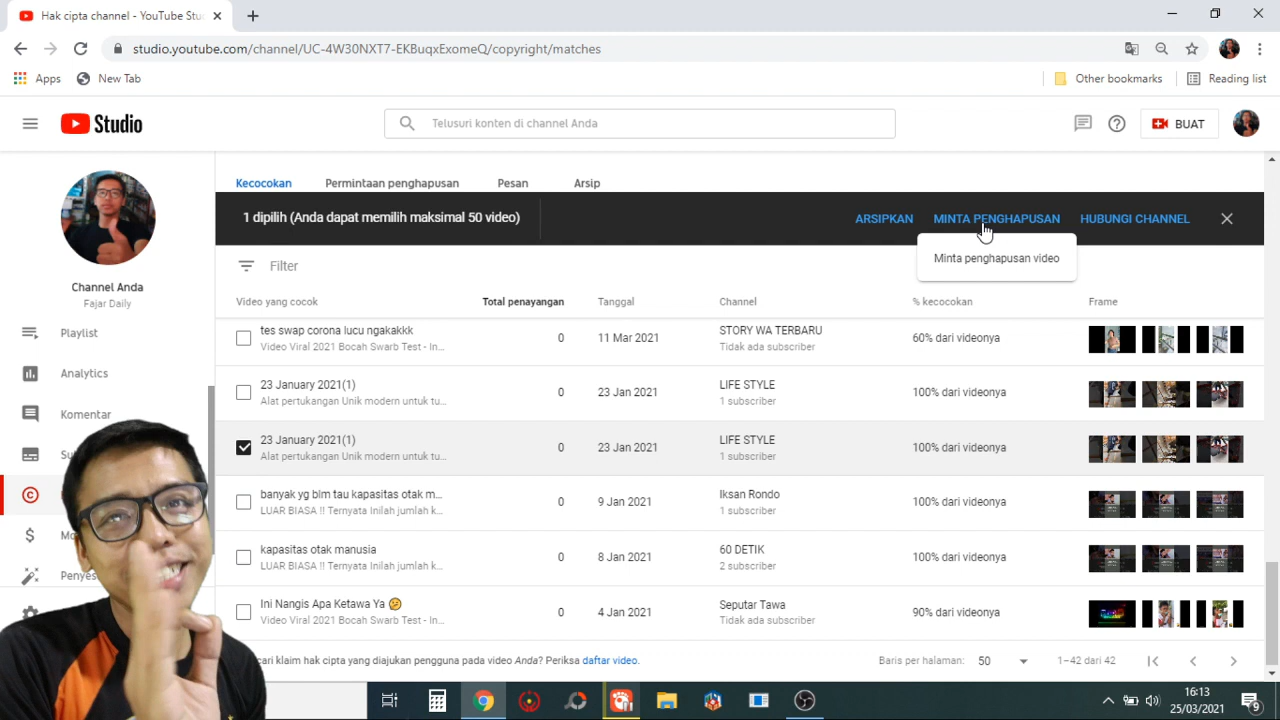 Hak cipta channel - YouTube Stu
studio.youtube.com/channel/UC-4W30NXT7-EKBuqxExomeQ/copyright/matches
Apps
New Tab
Other bookmarks
Reading list
Studio
Telusuri konten di channel Anda
BUAT
Channel Anda
Fajar Daily
Playlist
Analytics
Komentar
Su
Mo
Penyes
Kecocokan
Permintaan penghapusan
Pesan
Arsip
1 dipilih (Anda dapat memilih maksimal 50 video)
ARSIPKAN
MINTA PENGHAPUSAN
HUBUNGI CHANNEL
Minta penghapusan video
Filter
Video yang cocok
Total penayangan
Tanggal
Channel
% kecocokan
Frame
tes swap corona lucu ngakakkk
Video Viral 2021 Bocah Swarb Test - In...
0
11 Mar 2021
STORY WA TERBARU
Tidak ada subscriber
60% dari videonya
23 January 2021(1)
Alat pertukangan Unik modern untuk tu...
0
23 Jan 2021
LIFE STYLE
1 subscriber
100% dari videonya
23 January 2021(1)
Alat pertukangan Unik modern untuk tu...
0
23 Jan 2021
LIFE STYLE
1 subscriber
100% dari videonya
banyak yg blm tau kapasitas otak m...
LUAR BIASA !! Ternyata Inilah jumlah k...
0
9 Jan 2021
Iksan Rondo
1 subscriber
100% dari videonya
kapasitas otak manusia
LUAR BIASA !! Ternyata Inilah jumlah k...
0
8 Jan 2021
60 DETIK
2 subscriber
100% dari videonya
Ini Nangis Apa Ketawa Ya 🤣
Video Viral 2021 Bocah Swarb Test - In...
0
4 Jan 2021
Seputar Tawa
Tidak ada subscriber
90% dari videonya
cari klaim hak cipta yang diajukan pengguna pada video Anda? Periksa daftar video.
Baris per halaman:
50
1–42 dari 42
16:13
25/03/2021
9